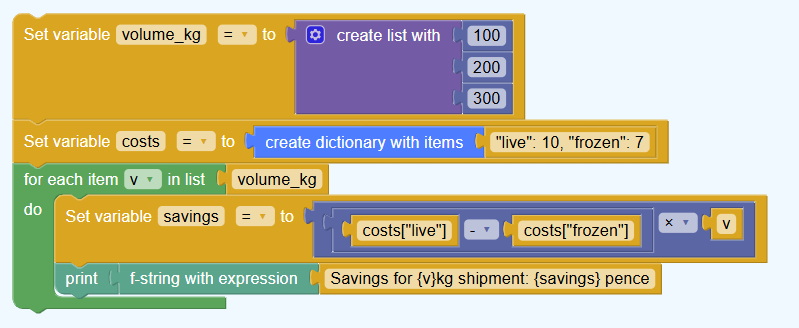 Set variable volume_kg = ▾ to create list with 100
200
300
Set variable costs = ▾ to create dictionary with items "live": 10, "frozen": 7
for each item v ▾ in list volume_kg
do Set variable savings = ▾ to costs["live"] - ▾ costs["frozen"] × ▾ v
print f-string with expression Savings for {v}kg shipment: {savings} pence